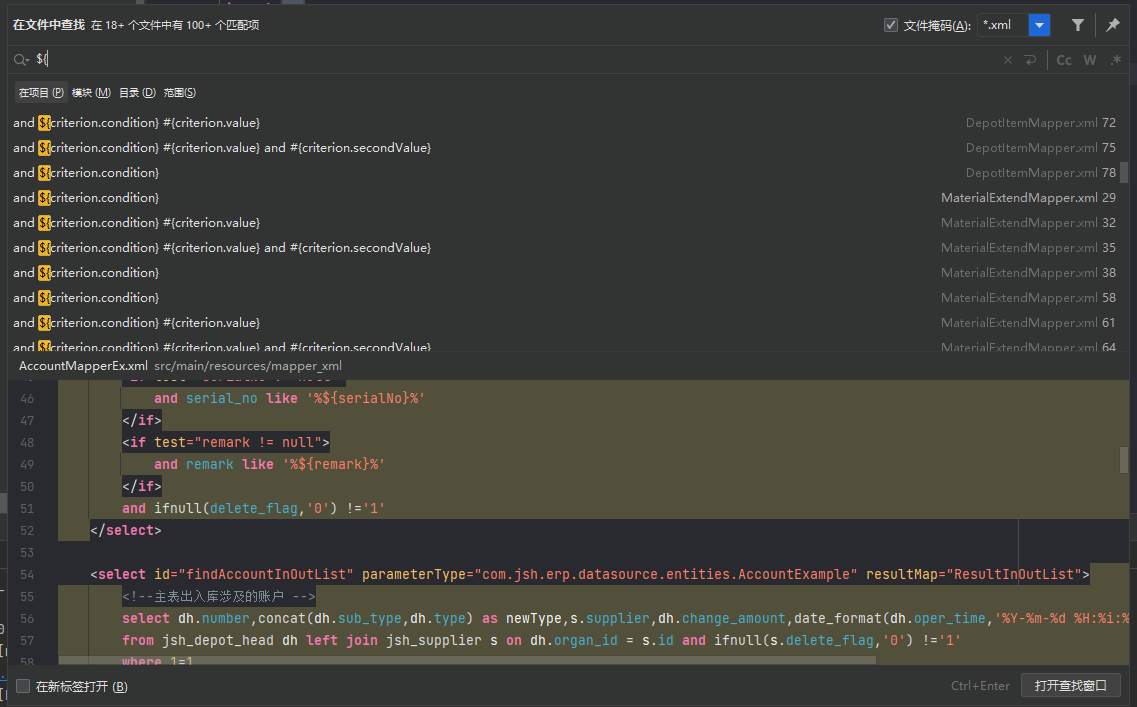 在文件中查找 在 18+ 个文件中有 100+ 个匹配项 文件掩码(A): *.xml
${ Cc W .*
在项目 (P) 模块 (M) 目录 (D) 范围(S)
and ${criterion.condition} #{criterion.value} DepotItemMapper.xml 72
and ${criterion.condition} #{criterion.value} and #{criterion.secondValue} DepotItemMapper.xml 75
and ${criterion.condition} DepotItemMapper.xml 78
and ${criterion.condition} MaterialExtendMapper.xml 29
and ${criterion.condition} #{criterion.value} MaterialExtendMapper.xml 32
and ${criterion.condition} #{criterion.value} and #{criterion.secondValue} MaterialExtendMapper.xml 35
and ${criterion.condition} MaterialExtendMapper.xml 38
and ${criterion.condition} MaterialExtendMapper.xml 58
and ${criterion.condition} #{criterion.value} MaterialExtendMapper.xml 61
and ${criterion.condition} #{criterion.value} and #{criterion.secondValue} MaterialExtendMapper.xml 64
AccountMapperEx.xml src/main/resources/mapper_xml
46 and serial_no like '%${serialNo}%'
47 </if>
48 <if test="remark != null">
49 and remark like '%${remark}%'
50 </if>
51 and ifnull(delete_flag,'0') !='1'
52 </select>
53
54 <select id="findAccountInOutList" parameterType="com.jsh.erp.datasource.entities.AccountExample" resultMap="ResultInOutList">
55 <!--主表出入库涉及的账户 -->
56 select dh.number,concat(dh.sub_type,dh.type) as newType,s.supplier,dh.change_amount,date_format(dh.oper_time,'%Y-%m-%d %H:%i:%
57 from jsh_depot_head dh left join jsh_supplier s on dh.organ_id = s.id and ifnull(s.delete_flag,'0') !='1'
58 where 1=1
在新标签打开 (B) Ctrl+Enter 打开查找窗口